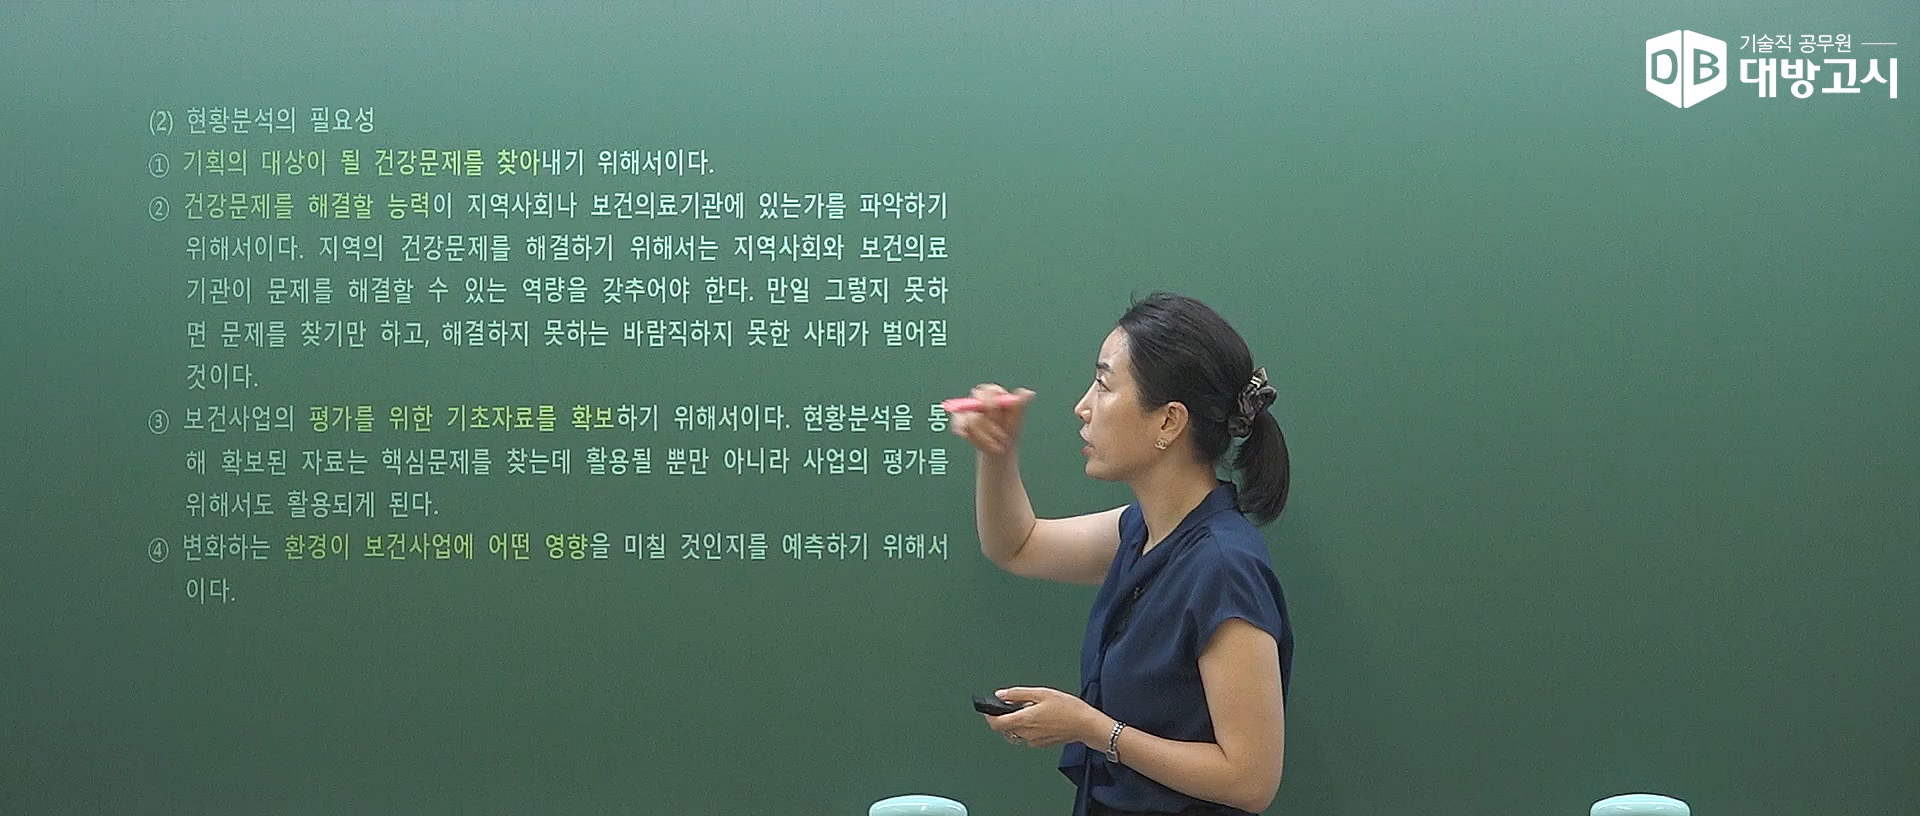 기술직 공무원
DB 대방고시
(2) 현황분석의 필요성
① 기획의 대상이 될 건강문제를 찾아내기 위해서이다.
② 건강문제를 해결할 능력이 지역사회나 보건의료기관에 있는가를 파악하기
위해서이다. 지역의 건강문제를 해결하기 위해서는 지역사회와 보건의료
기관이 문제를 해결할 수 있는 역량을 갖추어야 한다. 만일 그렇지 못하
면 문제를 찾기만 하고, 해결하지 못하는 바람직하지 못한 사태가 벌어질
것이다.
③ 보건사업의 평가를 위한 기초자료를 확보하기 위해서이다. 현황분석을 통
해 확보된 자료는 핵심문제를 찾는데 활용될 뿐만 아니라 사업의 평가를
위해서도 활용되게 된다.
④ 변화하는 환경이 보건사업에 어떤 영향을 미칠 것인지를 예측하기 위해서
이다.